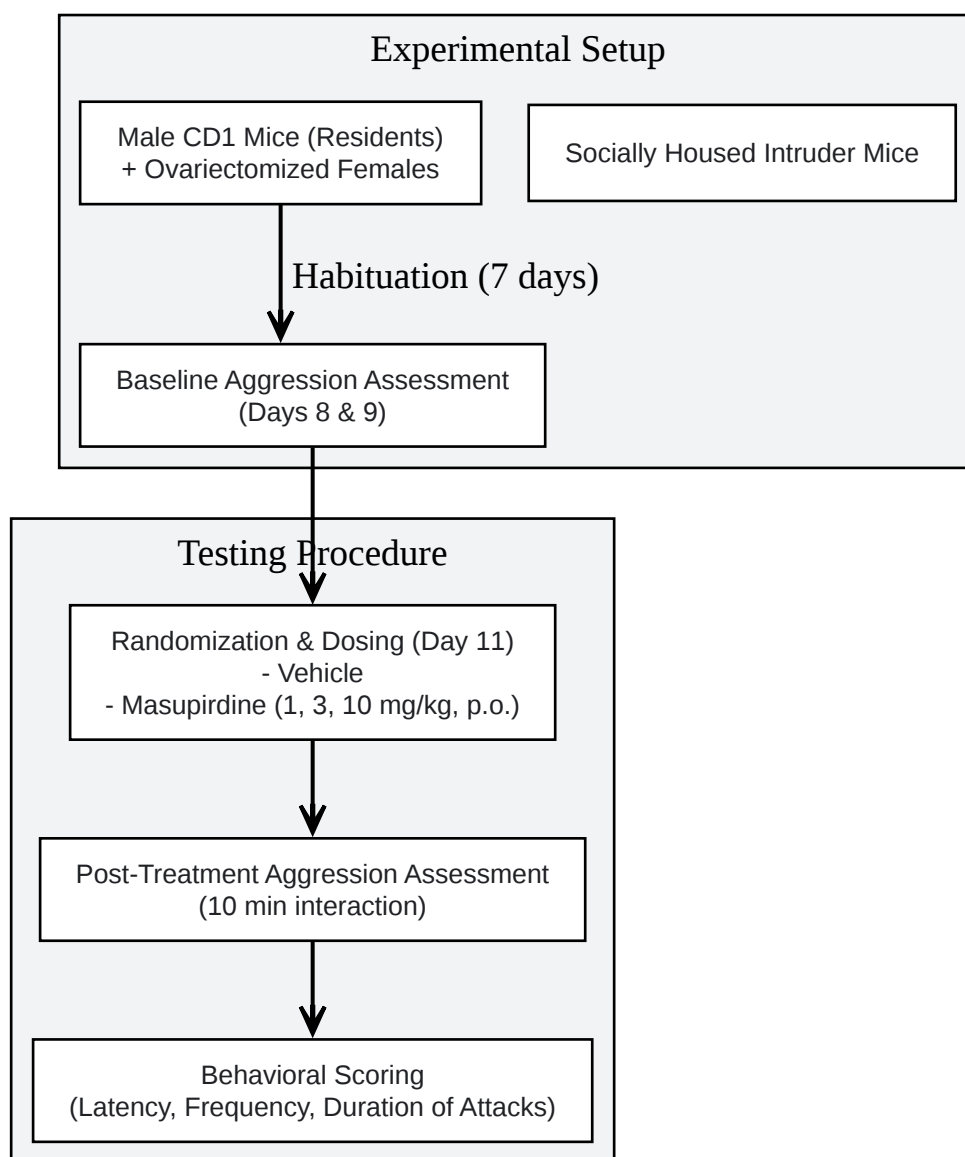 Experimental Setup
Male CD1 Mice (Residents)
+ Ovariectomized Females
Socially Housed Intruder Mice
Habituation (7 days)
Baseline Aggression Assessment
(Days 8 & 9)
Testing Procedure
Randomization & Dosing (Day 11)
- Vehicle
- Masupirdine (1, 3, 10 mg/kg, p.o.)
Post-Treatment Aggression Assessment
(10 min interaction)
Behavioral Scoring
(Latency, Frequency, Duration of Attacks)